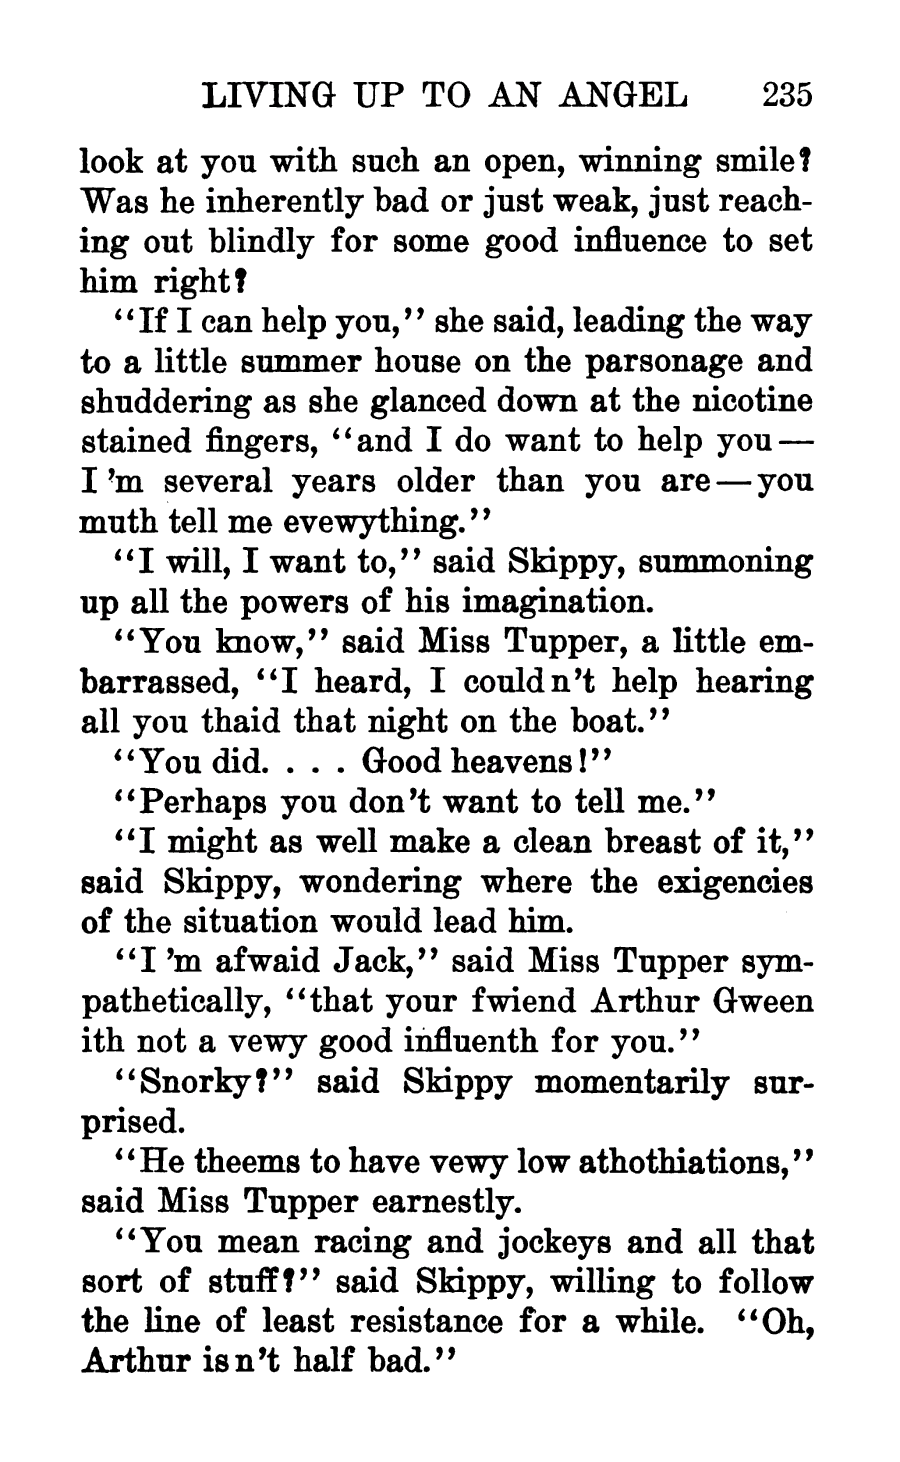 LIVING UP TO AN ANGEL 235
look at you with such an open, winning smile?
Was he inherently bad or just weak, just reach-
ing out blindly for some good influence to set
him right?
"If I can help you," she said, leading the way
to a little summer house on the parsonage and
shuddering as she glanced down at the nicotine
stained fingers, "and I do want to help you—
I'm several years older than you are—you
muth tell me evewything."
"I will, I want to," said Skippy, summoning
up all the powers of his imagination.
"You know," said Miss Tupper, a little em-
barrassed, "I heard, I couldn't help hearing
all you thaid that night on the boat."
"You did. . . . Good heavens!"
"Perhaps you don't want to tell me."
"I might as well make a clean breast of it,"
said Skippy, wondering where the exigencies
of the situation would lead him.
"I'm afwaid Jack," said Miss Tupper sym-
pathetically, "that your fwiend Arthur Gween
ith not a vewy good influenth for you."
"Snorky?" said Skippy momentarily sur-
prised.
"He theems to have vewy low athothiations,"
said Miss Tupper earnestly.
"You mean racing and jockeys and all that
sort of stuff?" said Skippy, willing to follow
the line of least resistance for a while. "Oh,
Arthur isn't half bad."